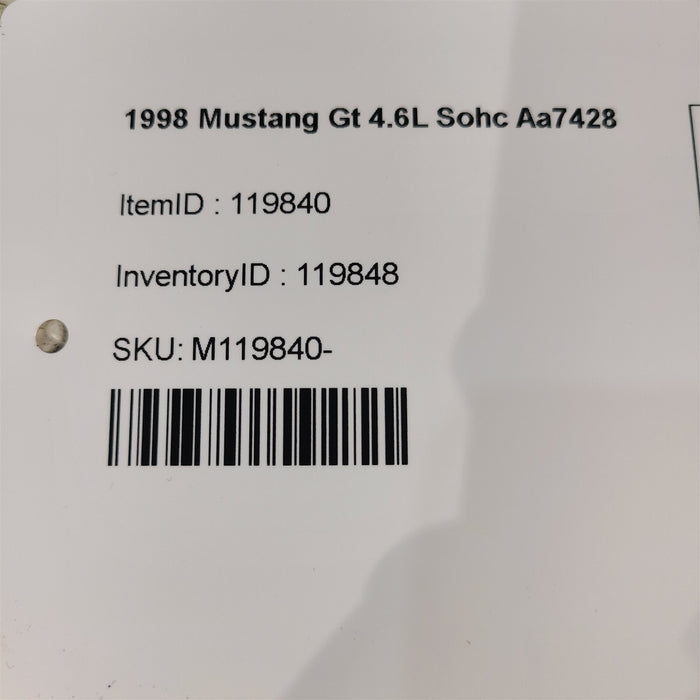 1998 Mustang Gt 4.6L Sohc Aa7428
ItemID : 119840
InventoryID : 119848
SKU: M119840-